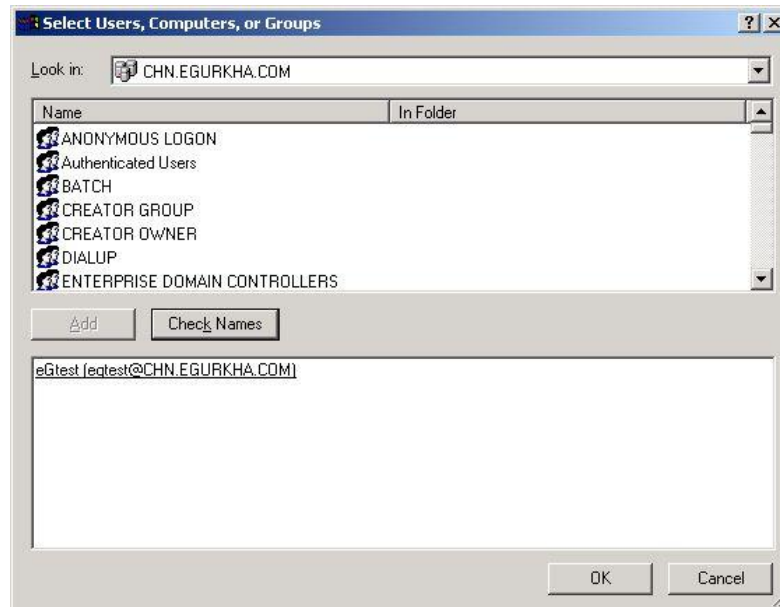 Select Users, Computers, or Groups
Look in: CHN.EGURKHA.COM
Name In Folder
ANONYMOUS LOGON
Authenticated Users
BATCH
CREATOR GROUP
CREATOR OWNER
DIALUP
ENTERPRISE DOMAIN CONTROLLERS
Add Check Names
eGtest (egtest@CHN.EGURKHA.COM)
OK Cancel